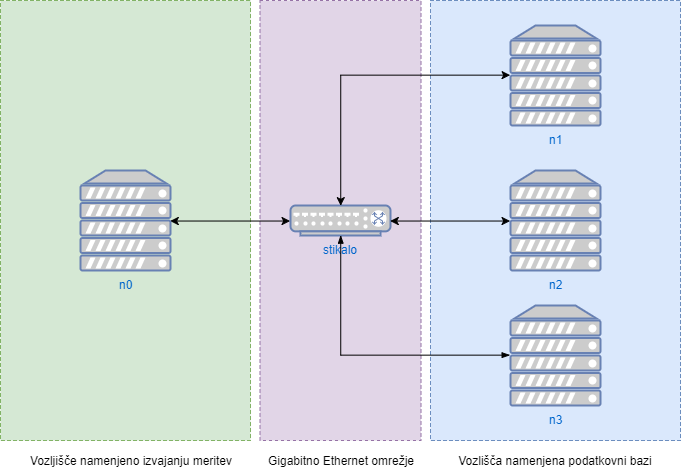 n1
n0
stikalo
n2
n3
Vozljišče namenjeno izvajanju meritev
Gigabitno Ethernet omrežje
Vozlišča namenjena podatkovni bazi